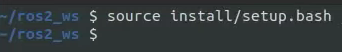 ~/ros2_ws $ source install/setup.bash
~/ros2_ws $